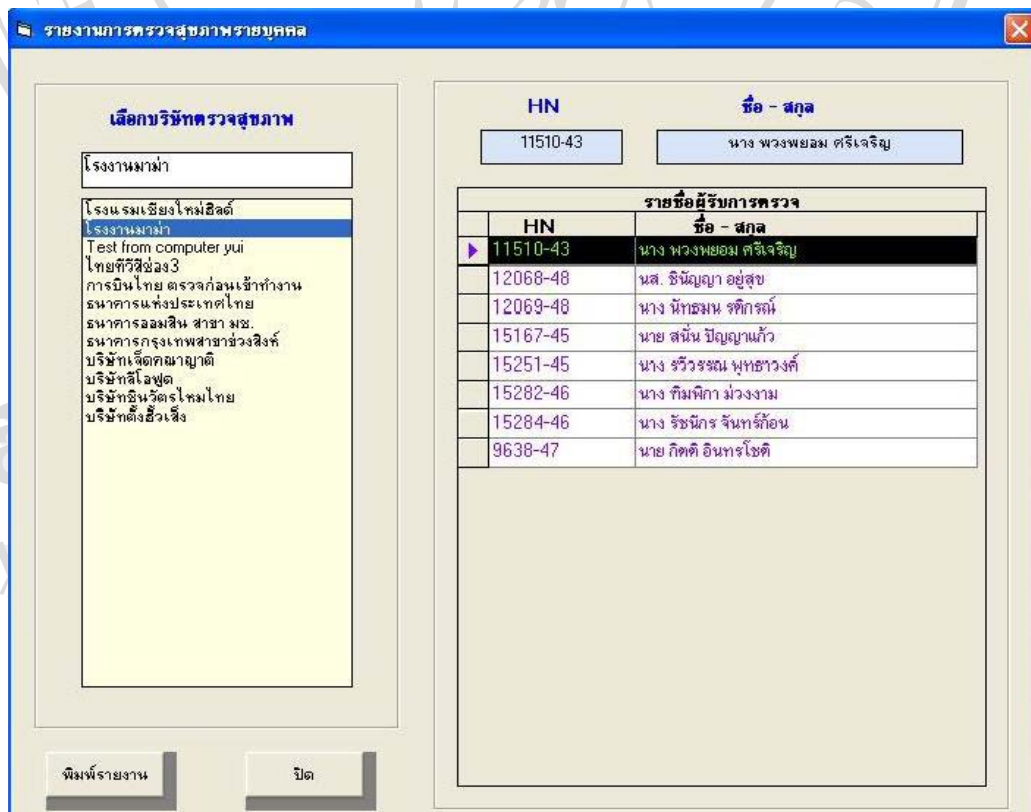 รายงานการตรวจสุขภาพรายบุคคล
เลือกบริษัทตรวจสุขภาพ
โรงงานมาม่า
โรงแรมเชียงใหม่ฮิลด์
โรงงานมาม่า
Test from computer yui
ไทยทีวีสีช่อง3
การบินไทย ตรวจก่อนเข้าทำงาน
ธนาคารแห่งประเทศไทย
ธนาคารออมสิน สาขา มช.
ธนาคารกรุงเทพสาขาช่วงสิงห์
บริษัทเจ็ดคณาญาติ
บริษัทลีโอฟูด
บริษัทชินวัตรไหมไทย
บริษัทตั้งฮั้วเส็ง
พิมพ์รายงาน
ปิด
HN ชื่อ - สกุล
11510-43 นาง พวงพยอม ศรีเจริญ
รายชื่อผู้รับการตรวจ
HN ชื่อ - สกุล
11510-43 นาง พวงพยอม ศรีเจริญ
12068-48 นส. ชินัญญา อยู่สุข
12069-48 นาง นัทธมน รติกรณ์
15167-45 นาย สนั่น ปัญญาแก้ว
15251-45 นาง รวีวรรณ พุทธาวงค์
15282-46 นาง ทิมพิกา ม่วงงาม
15284-46 นาง รัชนีกร จันทร์ก้อน
9638-47 นาย กิตติ อินทรโชติ